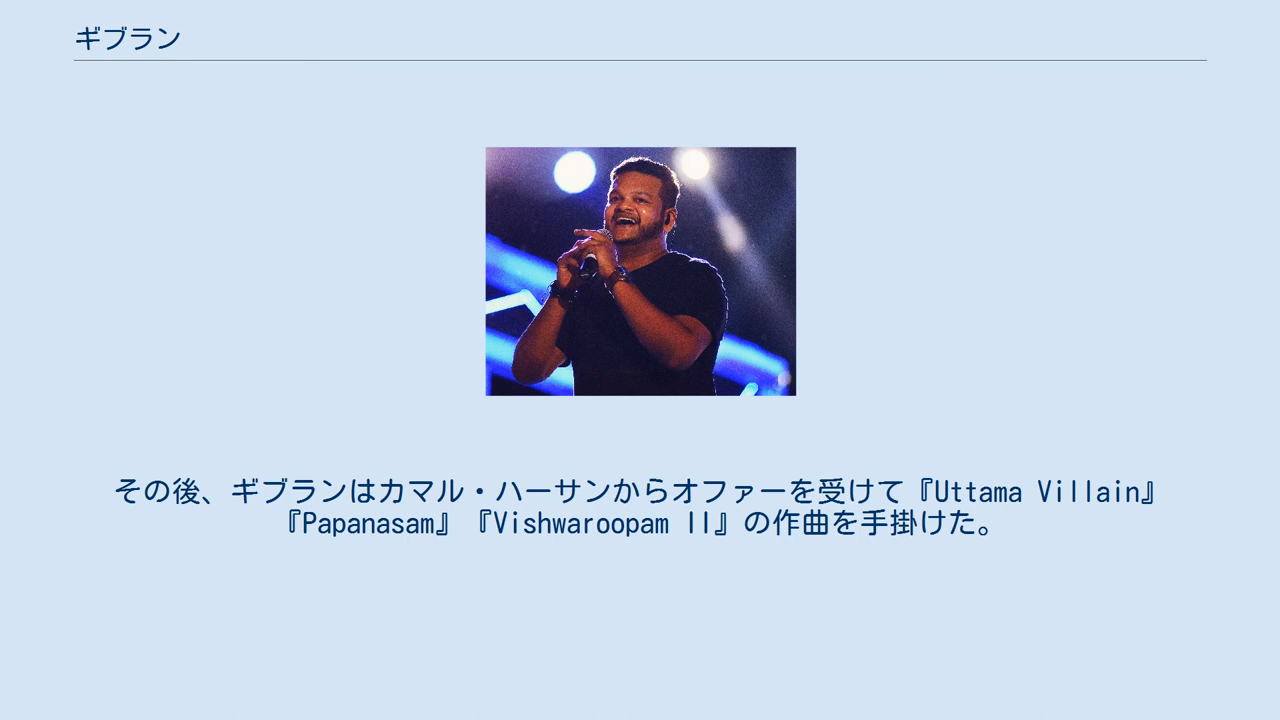 ギブラン
その後、ギブランはカマル・ハーサンからオファーを受けて『Uttama Villain』
『Papanasam』『Vishwaroopam II』の作曲を手掛けた。